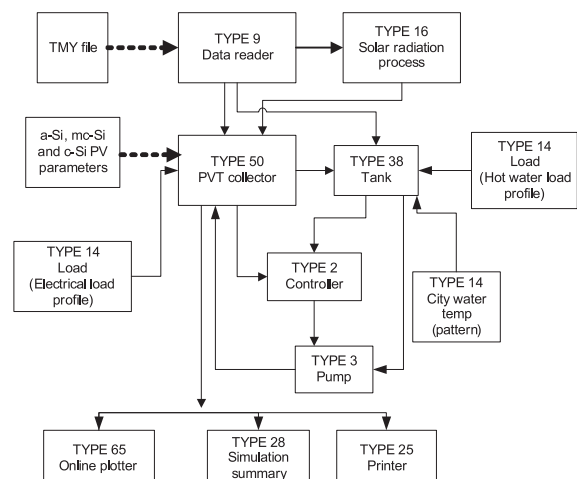 TMY file
TYPE 9
Data reader
TYPE 16
Solar radiation
process
a-Si, mc-Si
and c-Si PV
parameters
TYPE 50
PVT collector
TYPE 38
Tank
TYPE 14
Load
(Hot water load
profile)
TYPE 14
Load
(Electrical load
profile)
TYPE 2
Controller
TYPE 14
City water
temp
(pattern)
TYPE 3
Pump
TYPE 65
Online plotter
TYPE 28
Simulation
summary
TYPE 25
Printer